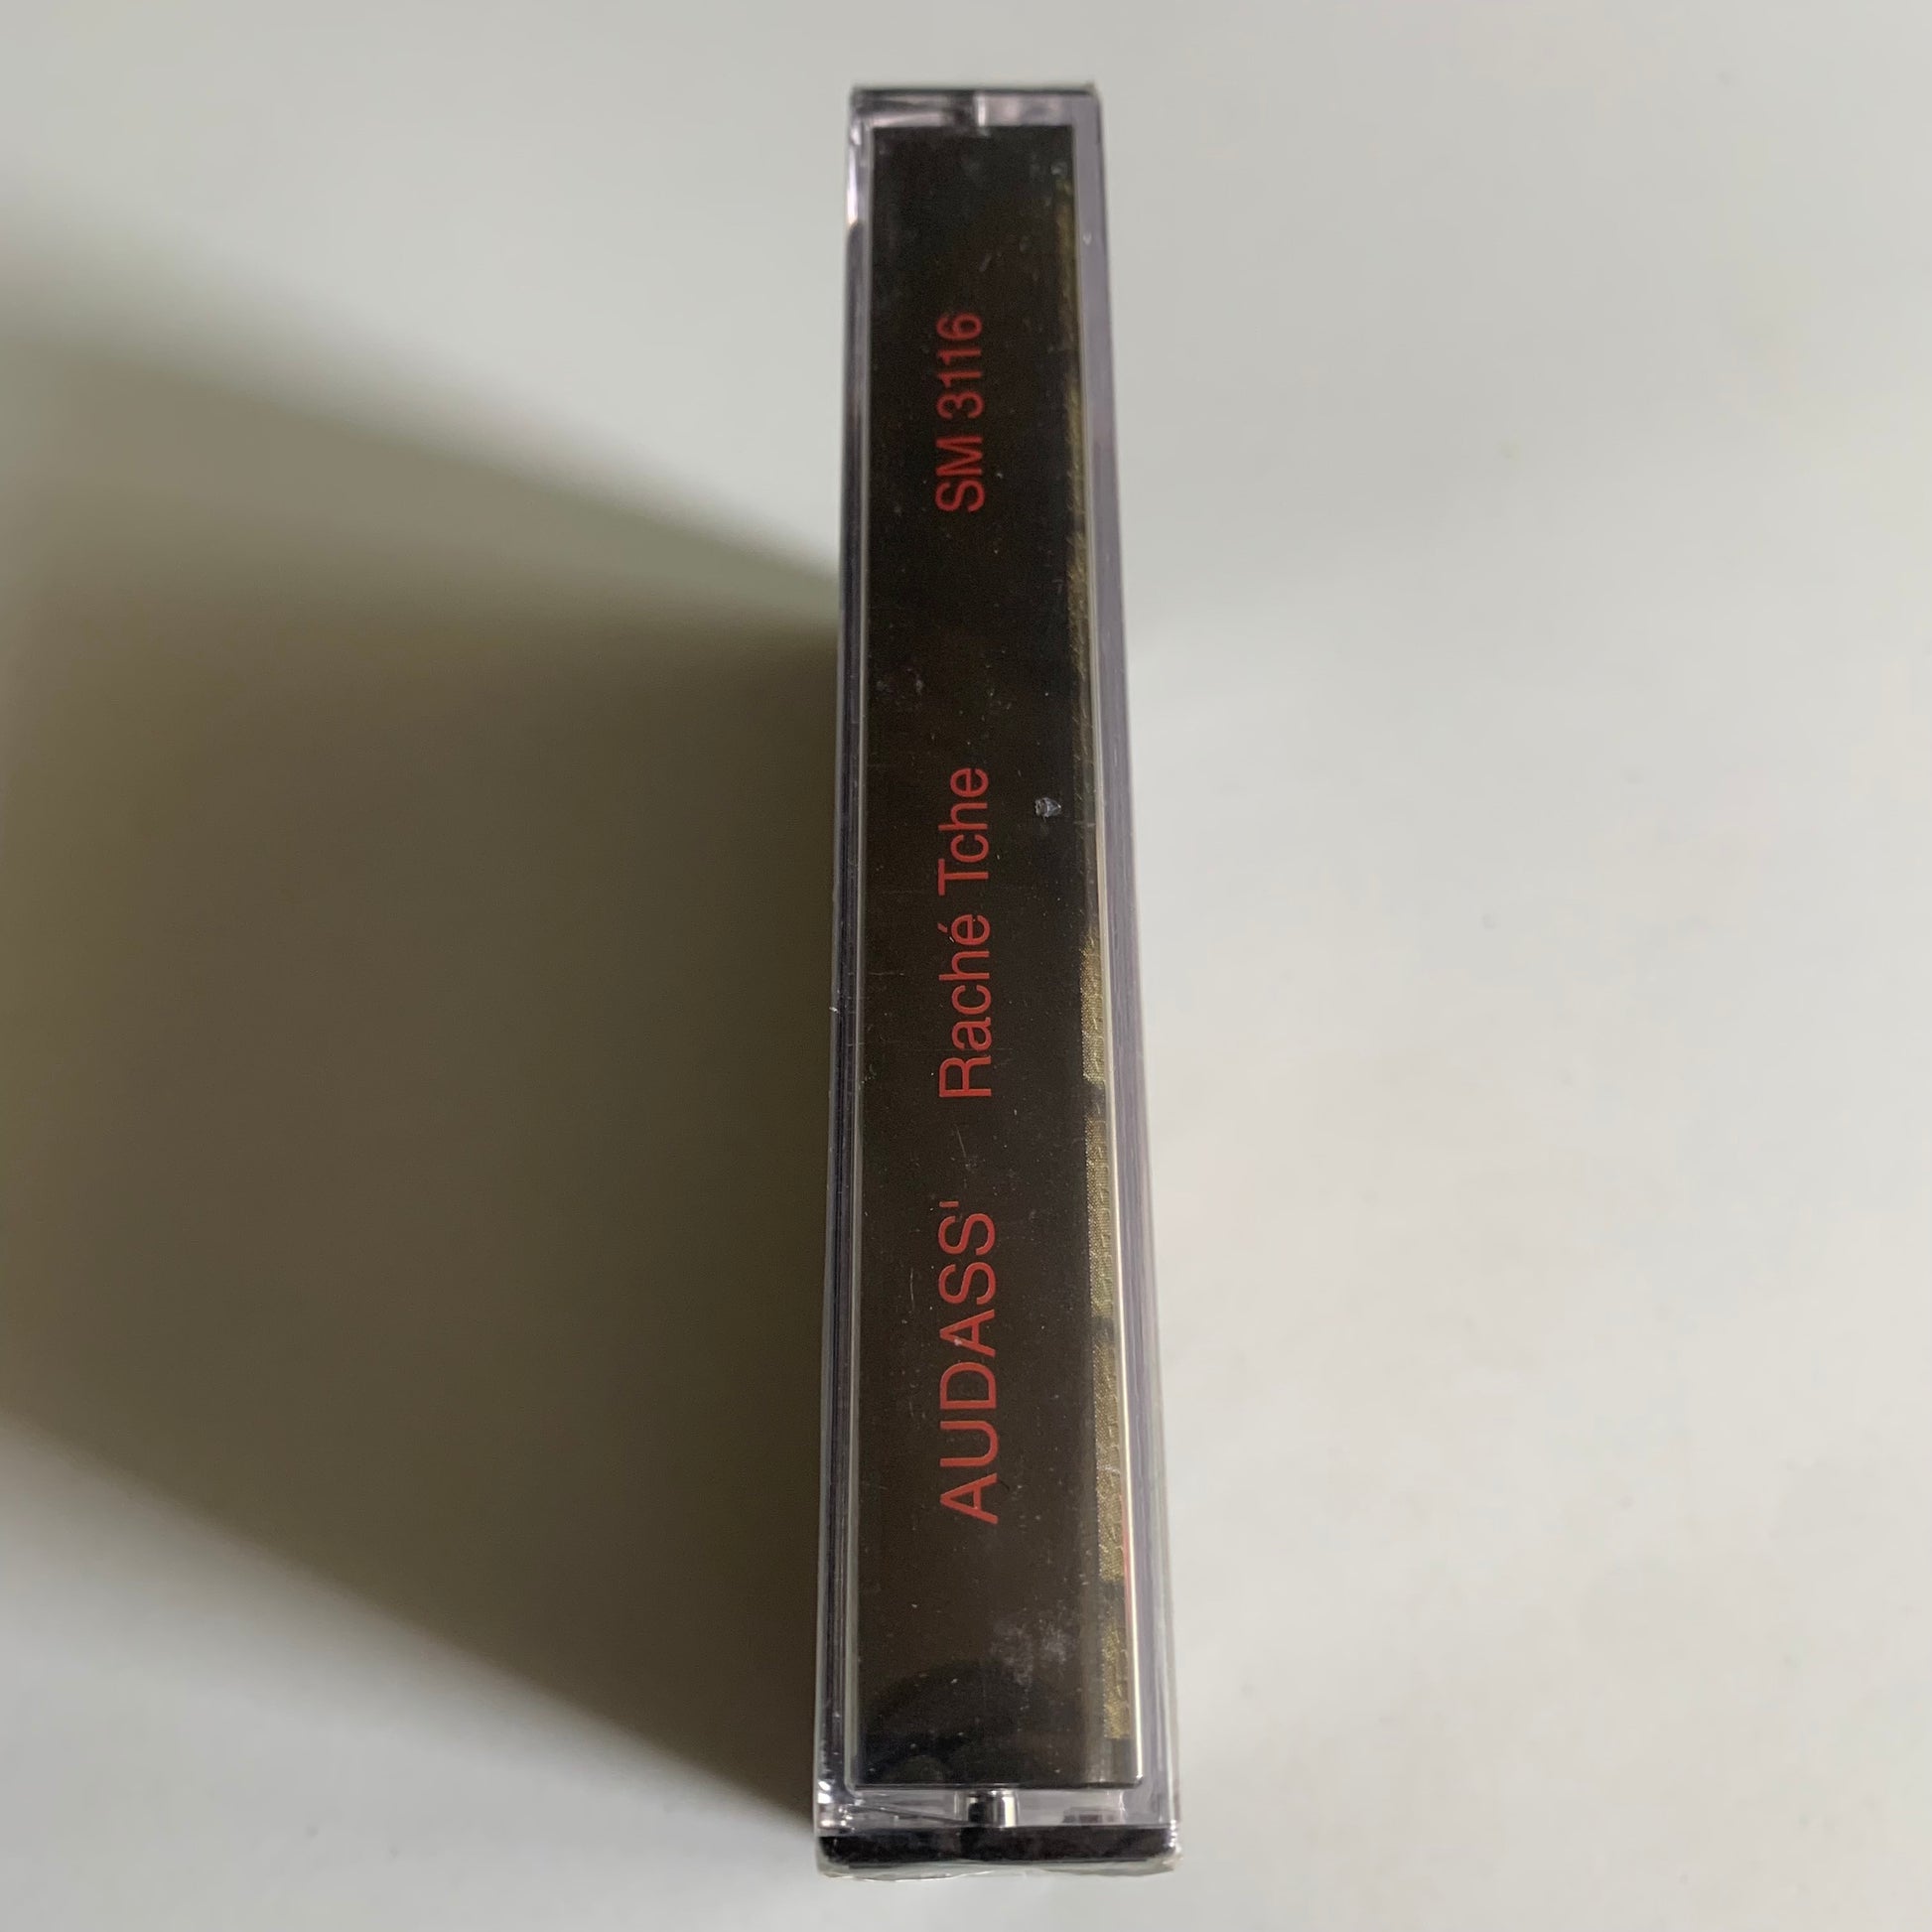 AUDASS' Raché Tche SM 3116